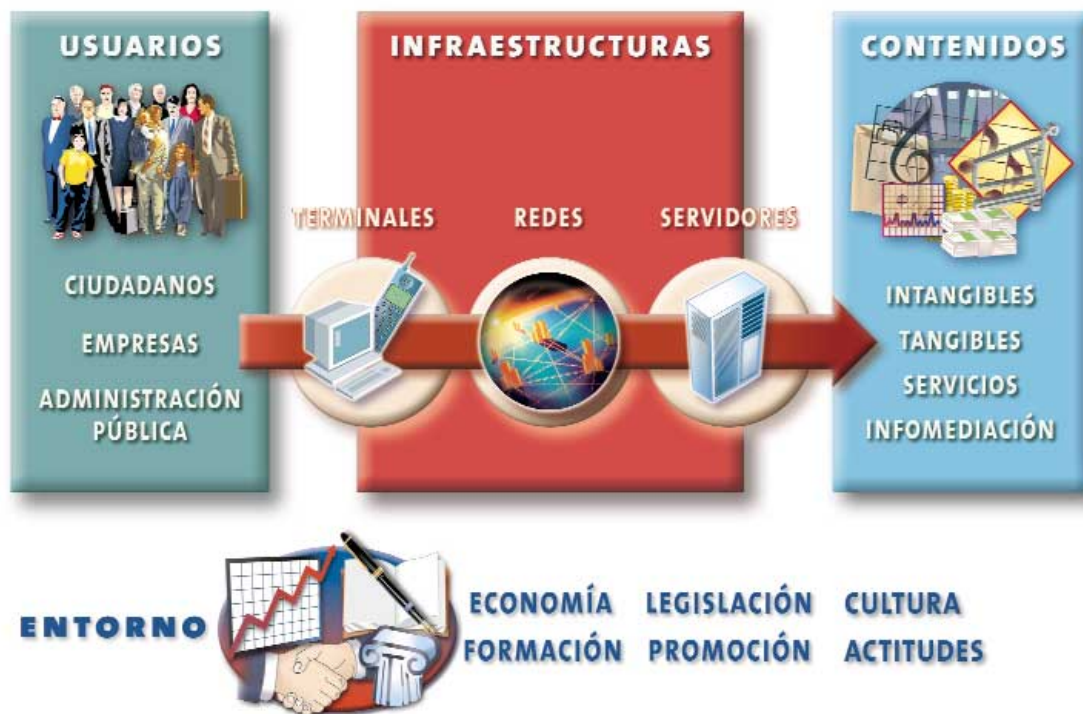 USUARIOS
CIUDADANOS
EMPRESAS
ADMINISTRACIÓN
PÚBLICA
INFRAESTRUCTURAS
TERMINALES
REDES
SERVIDORES
CONTENIDOS
INTANGIBLES
TANGIBLES
SERVICIOS
INFOMEDIACIÓN
ENTORNO
ECONOMÍA LEGISLACIÓN CULTURA
FORMACIÓN PROMOCIÓN ACTITUDES